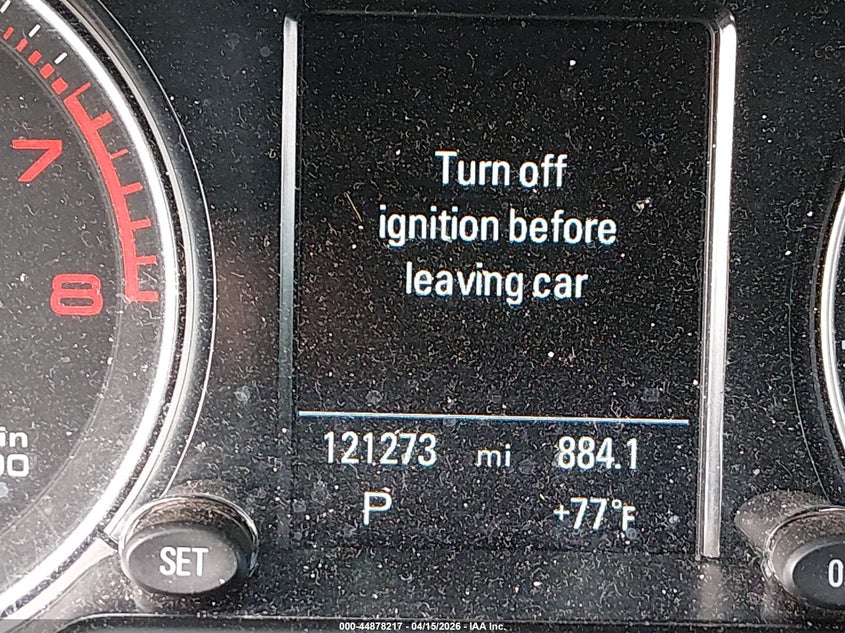 7
8
Turn off
ignition before
leaving car
121273 mi 884.1
P +77°F
SET
000-44878217 - 04/15/2026 - IAA Inc.